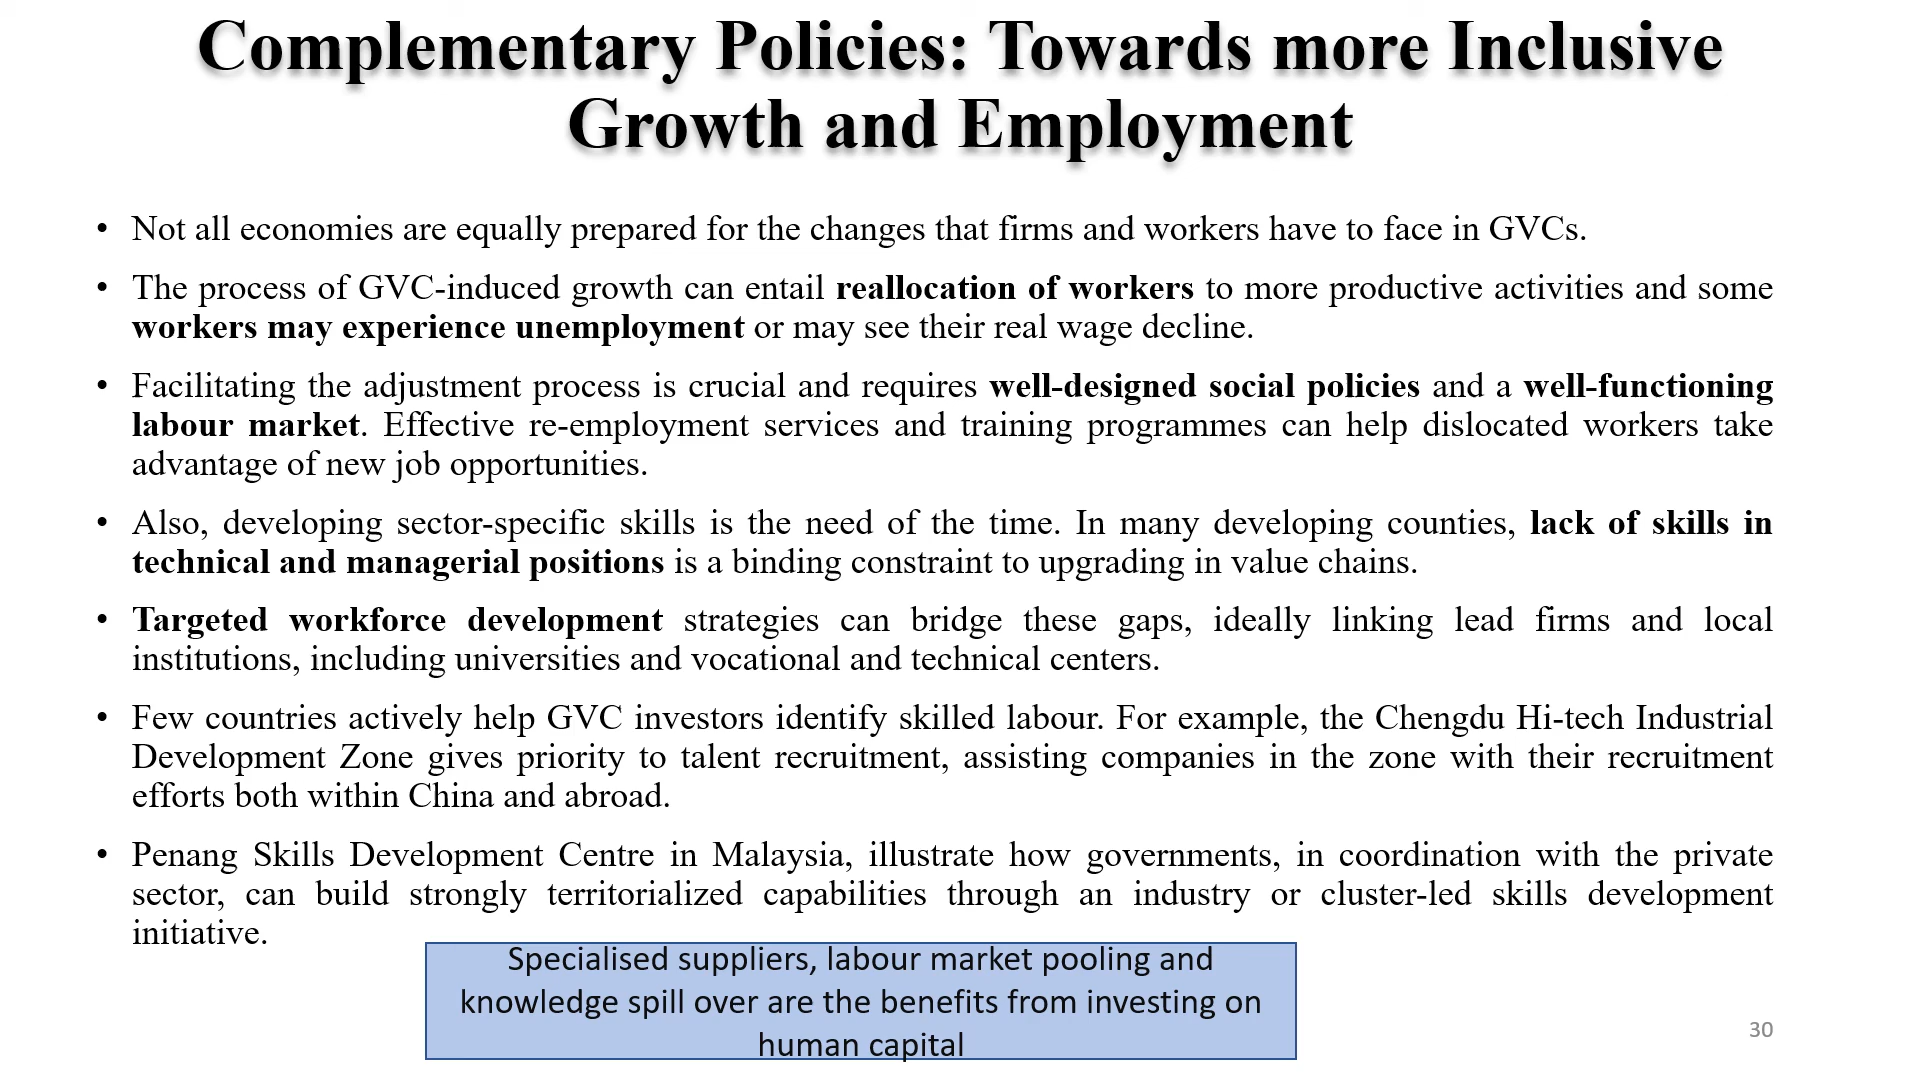 Complementary Policies: Towards more Inclusive
Growth and Employment
• Not all economies are equally prepared for the changes that firms and workers have to face in GVCs.
• The process of GVC-induced growth can entail reallocation of workers to more productive activities and some
workers may experience unemployment or may see their real wage decline.
• Facilitating the adjustment process is crucial and requires well-designed social policies and a well-functioning
labour market. Effective re-employment services and training programmes can help dislocated workers take
advantage of new job opportunities.
• Also, developing sector-specific skills is the need of the time. In many developing counties, lack of skills in
technical and managerial positions is a binding constraint to upgrading in value chains.
• Targeted workforce development strategies can bridge these gaps, ideally linking lead firms and local
institutions, including universities and vocational and technical centers.
• Few countries actively help GVC investors identify skilled labour. For example, the Chengdu Hi-tech Industrial
Development Zone gives priority to talent recruitment, assisting companies in the zone with their recruitment
efforts both within China and abroad.
• Penang Skills Development Centre in Malaysia, illustrate how governments, in coordination with the private
sector, can build strongly territorialized capabilities through an industry or cluster-led skills development
initiative.
Specialised suppliers, labour market pooling and
knowledge spill over are the benefits from investing on
human capital
30